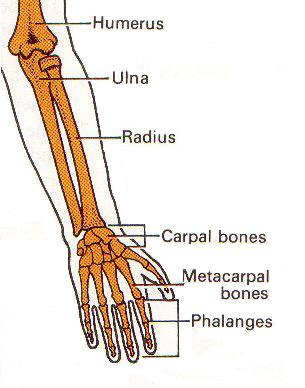 Humerus
Ulna
Radius
Carpal bones
Metacarpal
bones
Phalanges